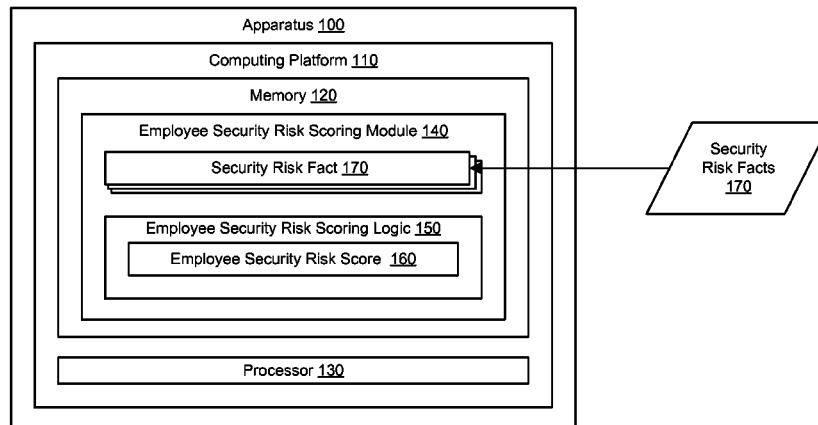 Apparatus 100
Computing Platform 110
Memory 120
Employee Security Risk Scoring Module 140
Security Risk Fact 170
Employee Security Risk Scoring Logic 150
Employee Security Risk Score 160
Processor 130
Security
Risk Facts
170